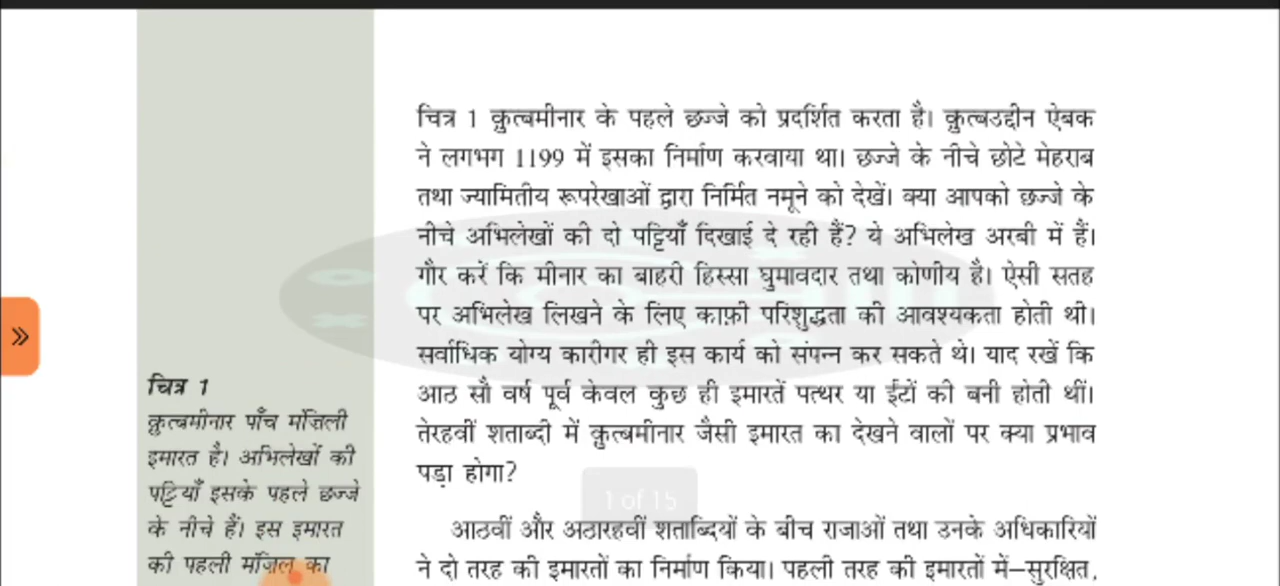 चित्र 1 क़ुत्बमीनार के पहले छज्जे को प्रदर्शित करता है। क़ुत्बउद्दीन ऐबक
ने लगभग 1199 में इसका निर्माण करवाया था। छज्जे के नीचे छोटे मेहराब
तथा ज्यामितीय रूपरेखाओं द्वारा निर्मित नमूने को देखें। क्या आपको छज्जे के
नीचे अभिलेखों की दो पट्टियाँ दिखाई दे रही हैं? ये अभिलेख अरबी में हैं।
गौर करें कि मीनार का बाहरी हिस्सा घुमावदार तथा कोणीय है। ऐसी सतह
पर अभिलेख लिखने के लिए काफ़ी परिशुद्धता की आवश्यकता होती थी।
सर्वाधिक योग्य कारीगर ही इस कार्य को संपन्न कर सकते थे। याद रखें कि
आठ सौ वर्ष पूर्व केवल कुछ ही इमारतें पत्थर या ईंटों की बनी होती थीं।
तेरहवीं शताब्दी में क़ुत्बमीनार जैसी इमारत का देखने वालों पर क्या प्रभाव
पड़ा होगा?
1 of 15
आठवीं और अठारहवीं शताब्दियों के बीच राजाओं तथा उनके अधिकारियों
ने दो तरह की इमारतों का निर्माण किया। पहली तरह की इमारतों में—सुरक्षित,
चित्र 1
क़ुत्बमीनार पाँच मंज़िली
इमारत है। अभिलेखों की
पट्टियाँ इसके पहले छज्जे
के नीचे हैं। इस इमारत
की पहली मंज़िल का